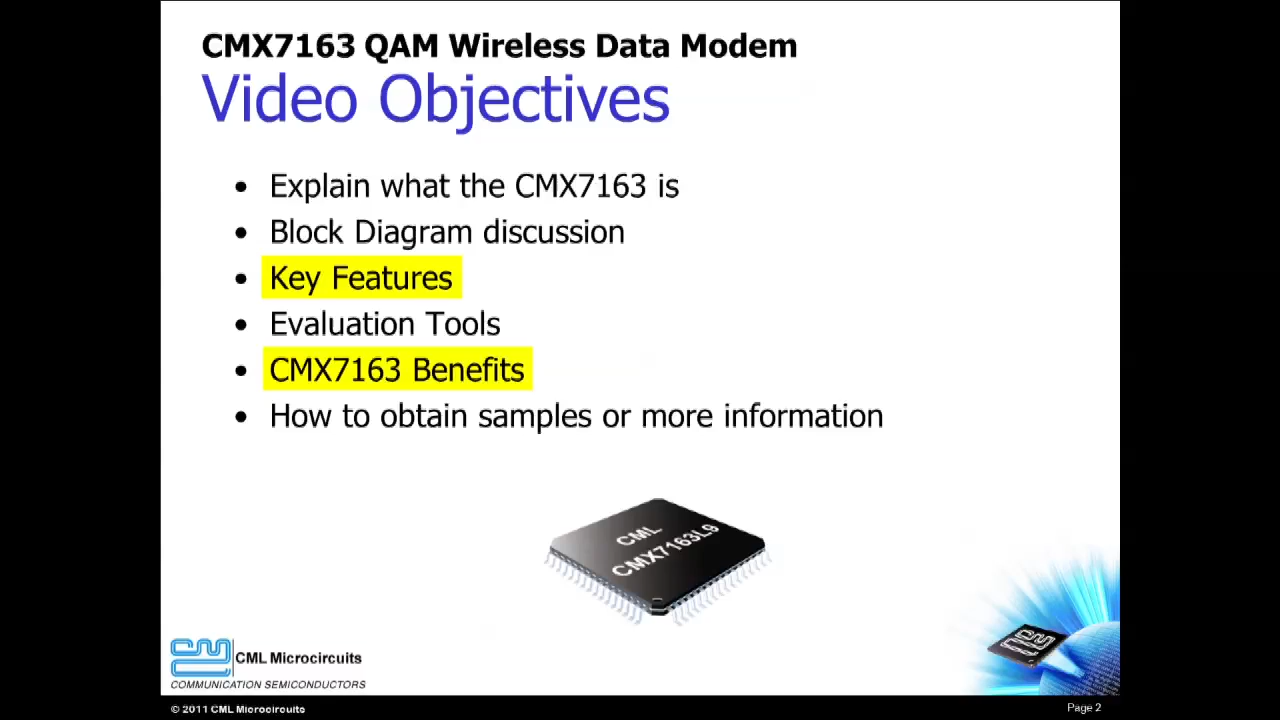 CMX7163 QAM Wireless Data Modem
Video Objectives
• Explain what the CMX7163 is
• Block Diagram discussion
• Key Features
• Evaluation Tools
• CMX7163 Benefits
• How to obtain samples or more information
CML
CMX7163L9
CML Microcircuits
COMMUNICATION SEMICONDUCTORS
© 2011 CML Microcircuits
Page 2